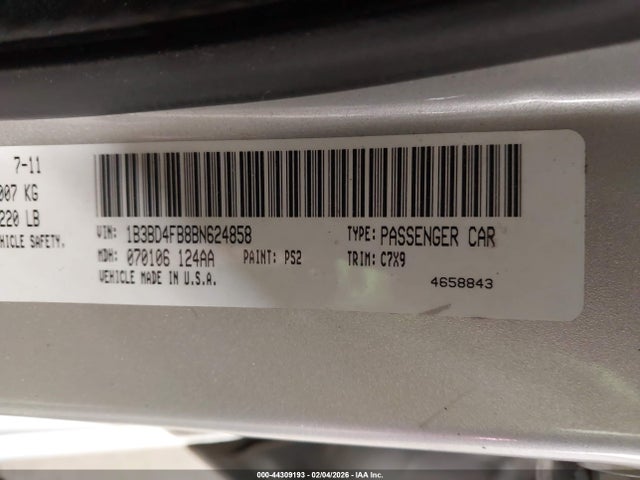 7-11
007 KG
220 LB
HICLE SAFETY.
VIN: 1B3BD4FB8BN624858
TYPE: PASSENGER CAR
MDH: 070106 124AA PAINT: PS2
TRIM: C7X9
VEHICLE MADE IN U.S.A.
4658843
000-44309193 - 02/04/2026 - IAA Inc.